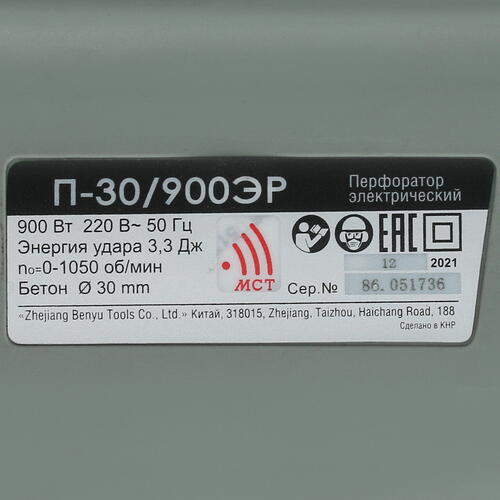 П-30/900ЭР
Перфоратор
электрический
900 Вт 220 В~ 50 Гц
Энергия удара 3,3 Дж
no=0-1050 об/мин
Бетон Ø 30 mm
МСТ
EAC
12 2021
Сер.№ 86.051736
«Zhejiang Benyu Tools Co., Ltd.» Китай, 318015, Zhejiang, Taizhou, Haichang Road, 188
Сделано в КНР